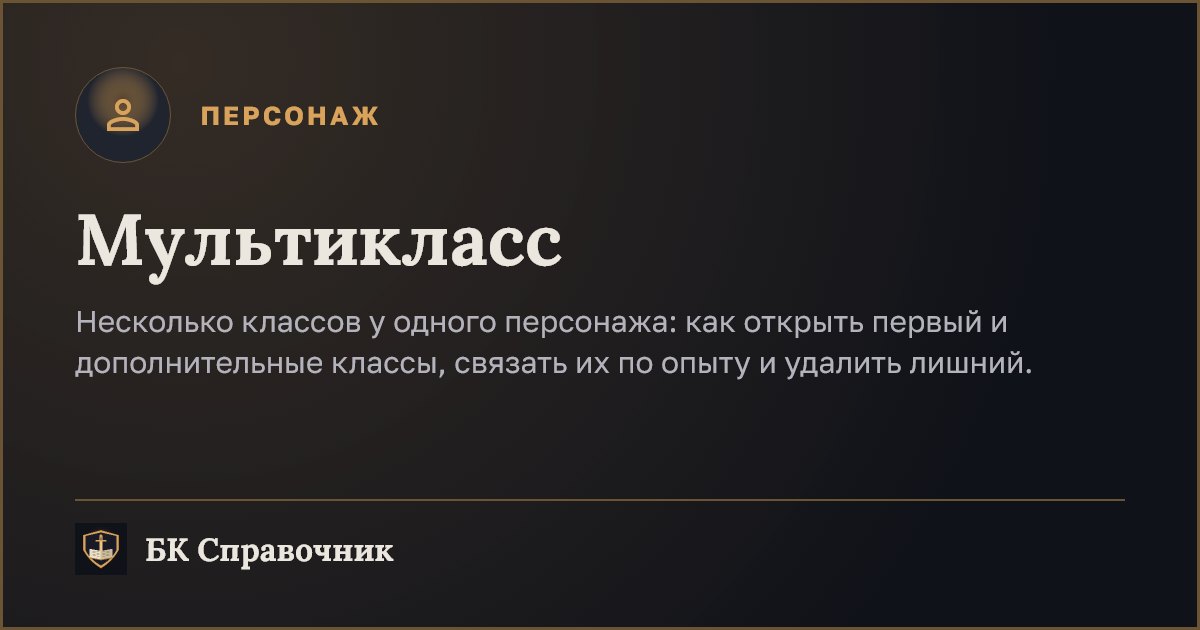 ПЕРСОНАЖ
Мультикласс
Несколько классов у одного персонажа: как открыть первый и
дополнительные классы, связать их по опыту и удалить лишний.
БК Справочник